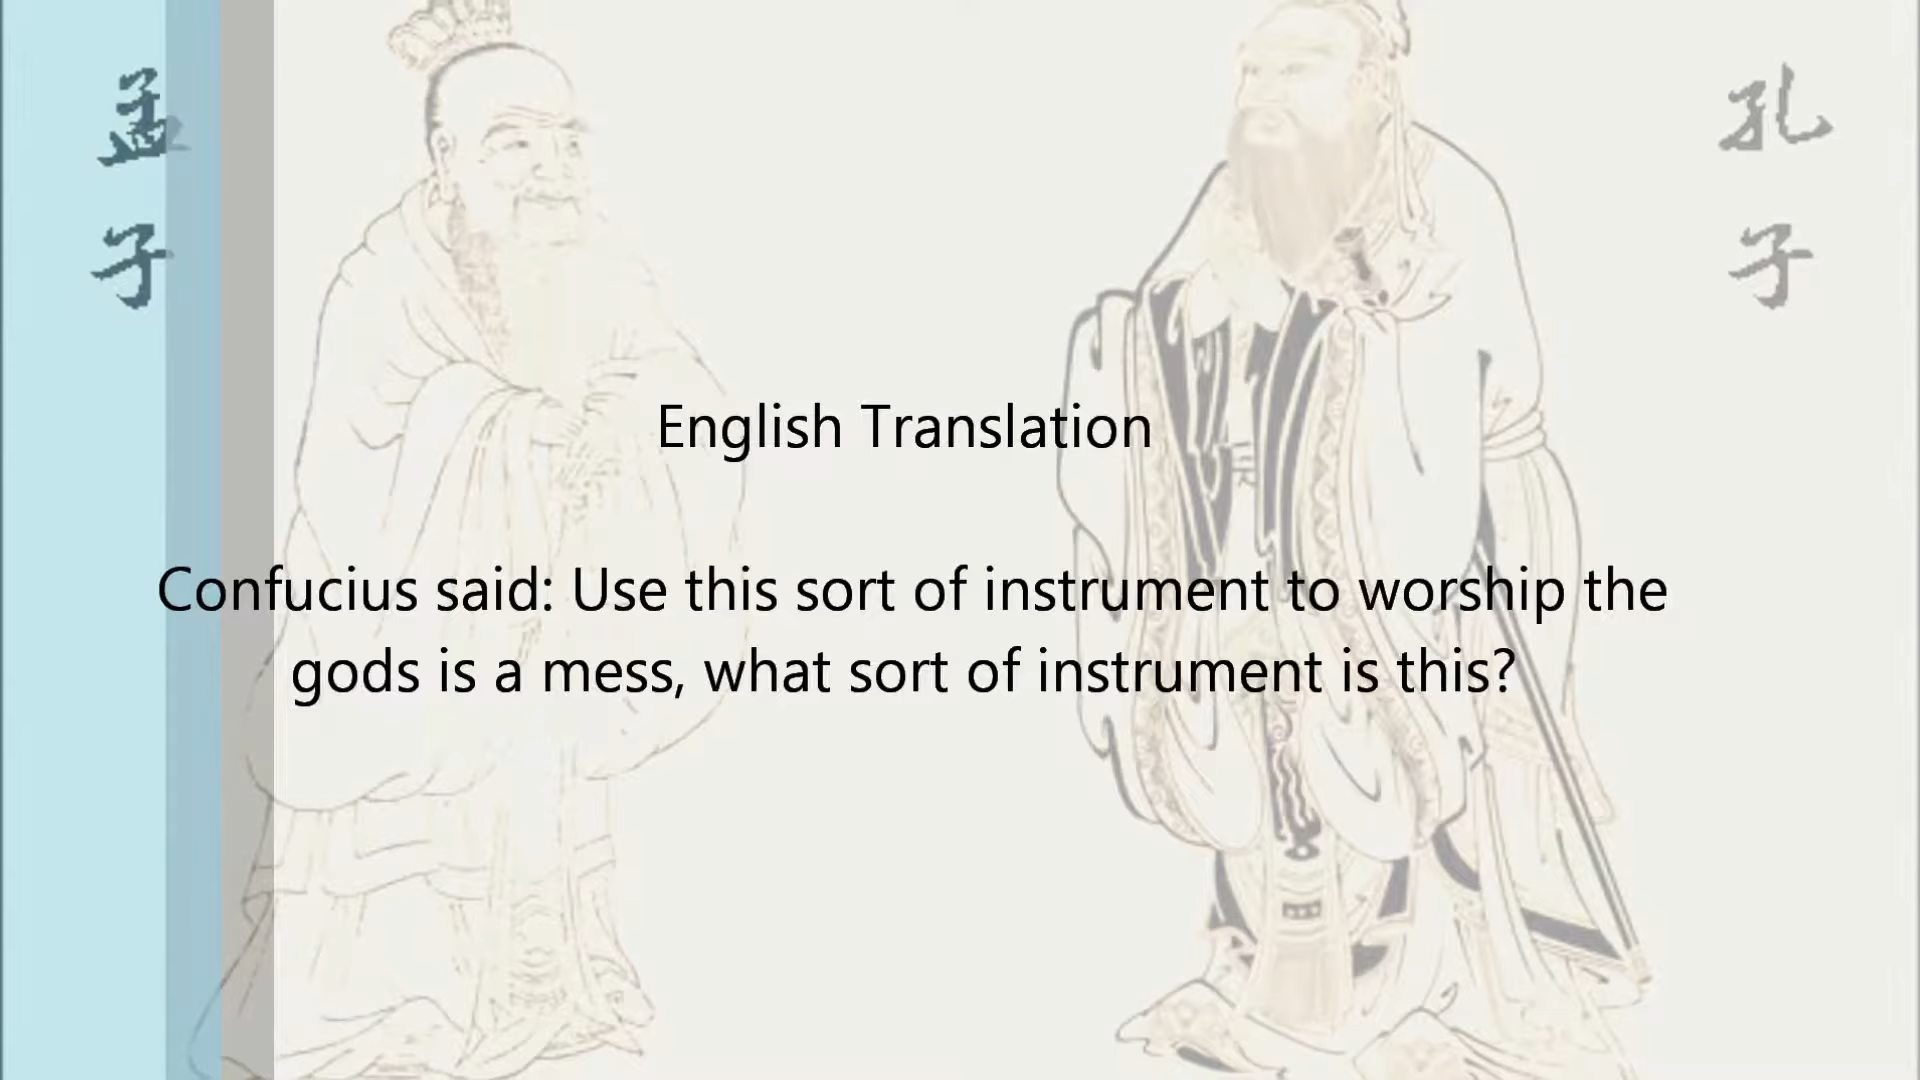 孟子
孔子
English Translation
Confucius said: Use this sort of instrument to worship the
gods is a mess, what sort of instrument is this?